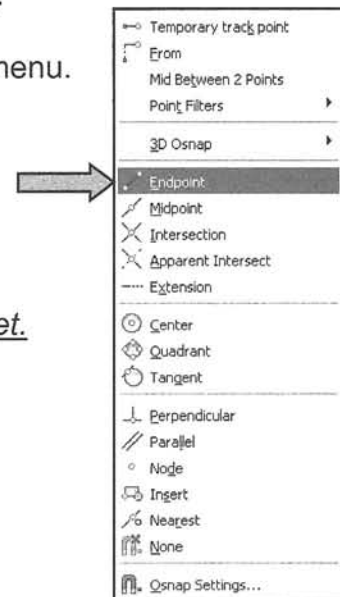 menu.
et.
Temporary track point
From
Mid Between 2 Points
Point Filters
3D Osnap
Endpoint
Midpoint
Intersection
Apparent Intersect
Extension
Center
Quadrant
Tangent
Perpendicular
Parallel
Node
Insert
Nearest
None
Osnap Settings...